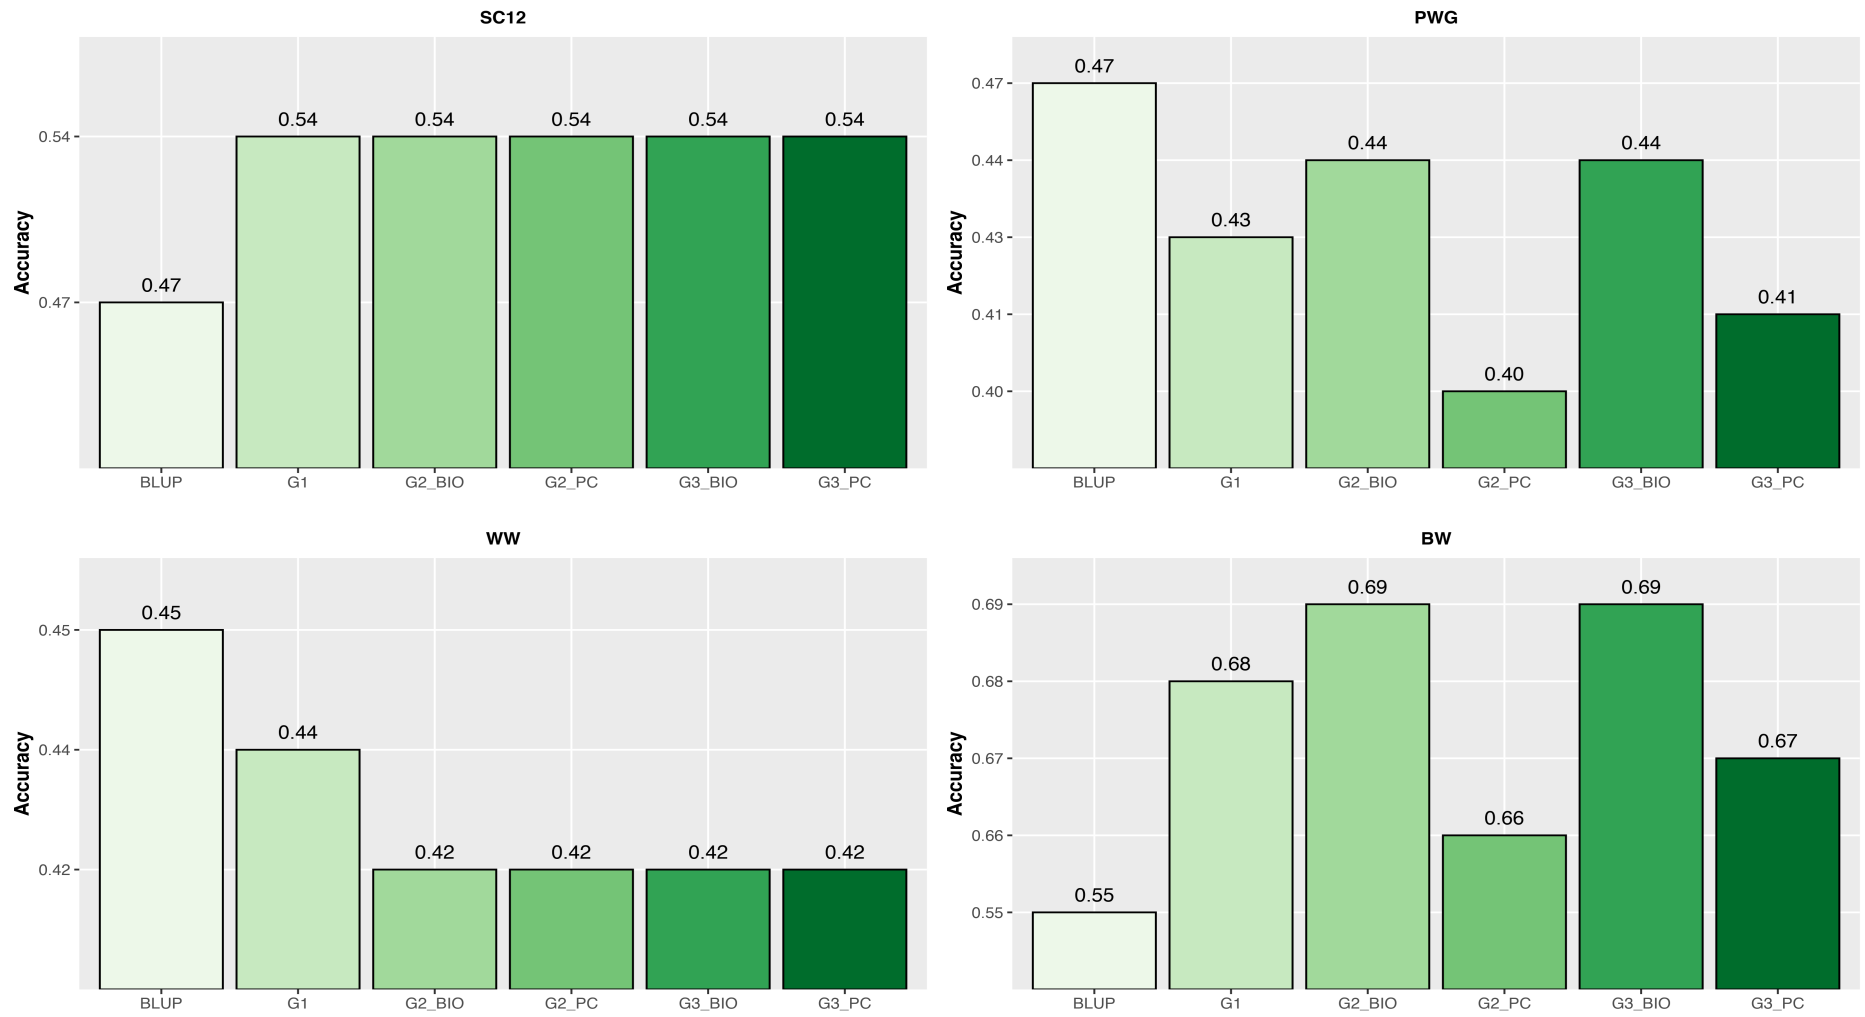 SC12
0.54
0.47
Accuracy
0.47
0.54
0.54
0.54
0.54
0.54
BLUP
G1
G2_BIO
G2_PC
G3_BIO
G3_PC
PWG
0.47
0.44
0.43
0.41
0.40
Accuracy
0.47
0.43
0.44
0.40
0.44
0.41
BLUP
G1
G2_BIO
G2_PC
G3_BIO
G3_PC
WW
0.45
0.44
0.42
Accuracy
0.45
0.44
0.42
0.42
0.42
0.42
BLUP
G1
G2_BIO
G2_PC
G3_BIO
G3_PC
BW
0.69
0.68
0.67
0.66
0.55
Accuracy
0.55
0.68
0.69
0.66
0.69
0.67
BLUP
G1
G2_BIO
G2_PC
G3_BIO
G3_PC